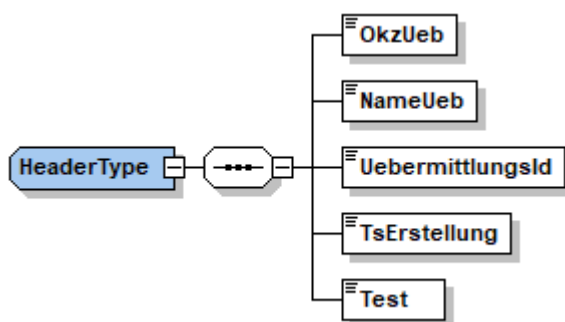 OkzUeb
NameUeb
HeaderType
UebermittlungsId
TsErstellung
Test